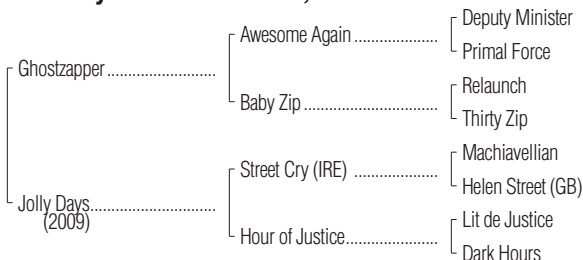 Deputy Minister
Awesome Again ....................
Primal Force
Ghostzapper ..........................
Relaunch
Baby Zip ................................
Thirty Zip
Machiavellian
Street Cry (IRE) ....................
Helen Street (GB)
Jolly Days..............................
(2009)
Lit de Justice
Hour of Justice......................
Dark Hours